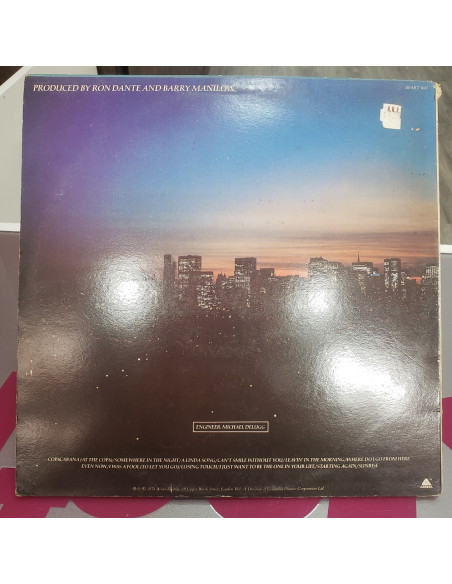 PRODUCED BY RON DANTE AND BARRY MANILOW
ENGINEER, MICHAEL DELUGG
COPACABANA (AT THE COPA)/SOMEWHERE IN THE NIGHT/A LINDA SONG/CAN'T SMILE WITHOUT YOU/LEAVIN' IN THE MORNING/WHERE DO I GO FROM HERE
EVEN NOW/I WAS A FOOL (TO LET YOU GO)/LOSING TOUCH/I JUST WANT TO BE THE ONE IN YOUR LIFE/STARTING AGAIN/SUNRISE